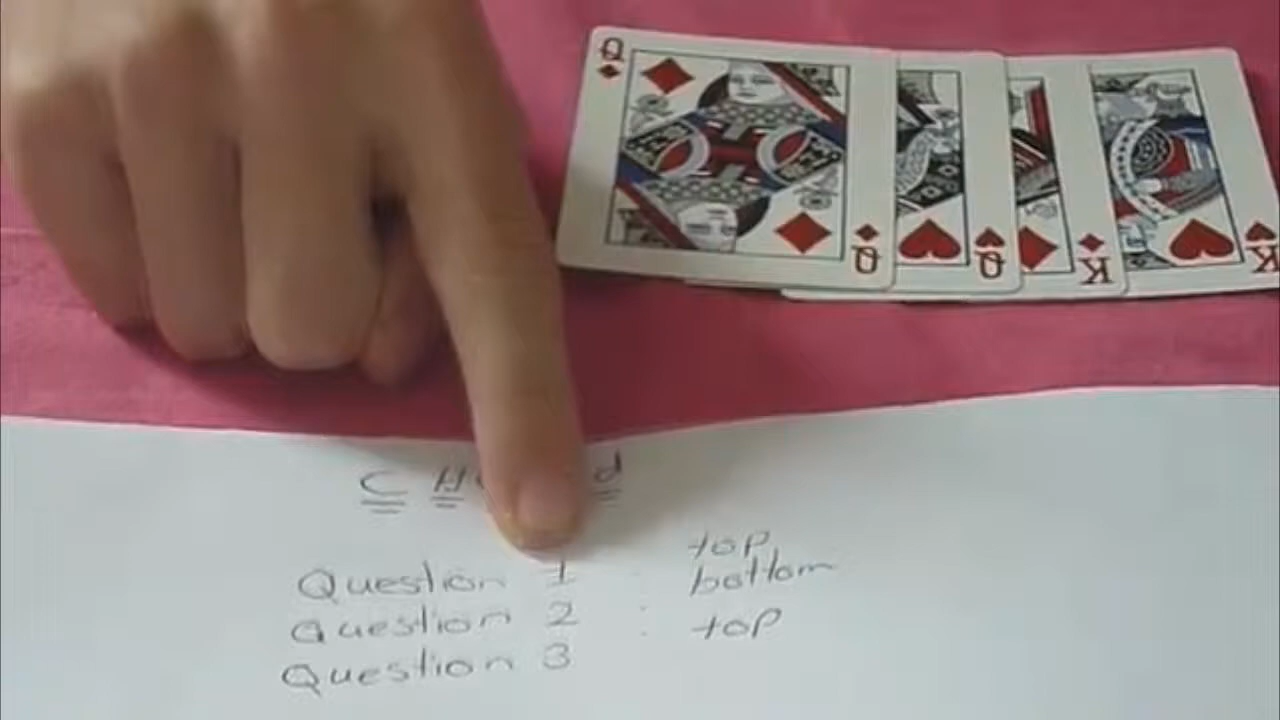 Q
Q Q K K
C H d
Question 1 : top
Question 2 : bottom
Question 3 top